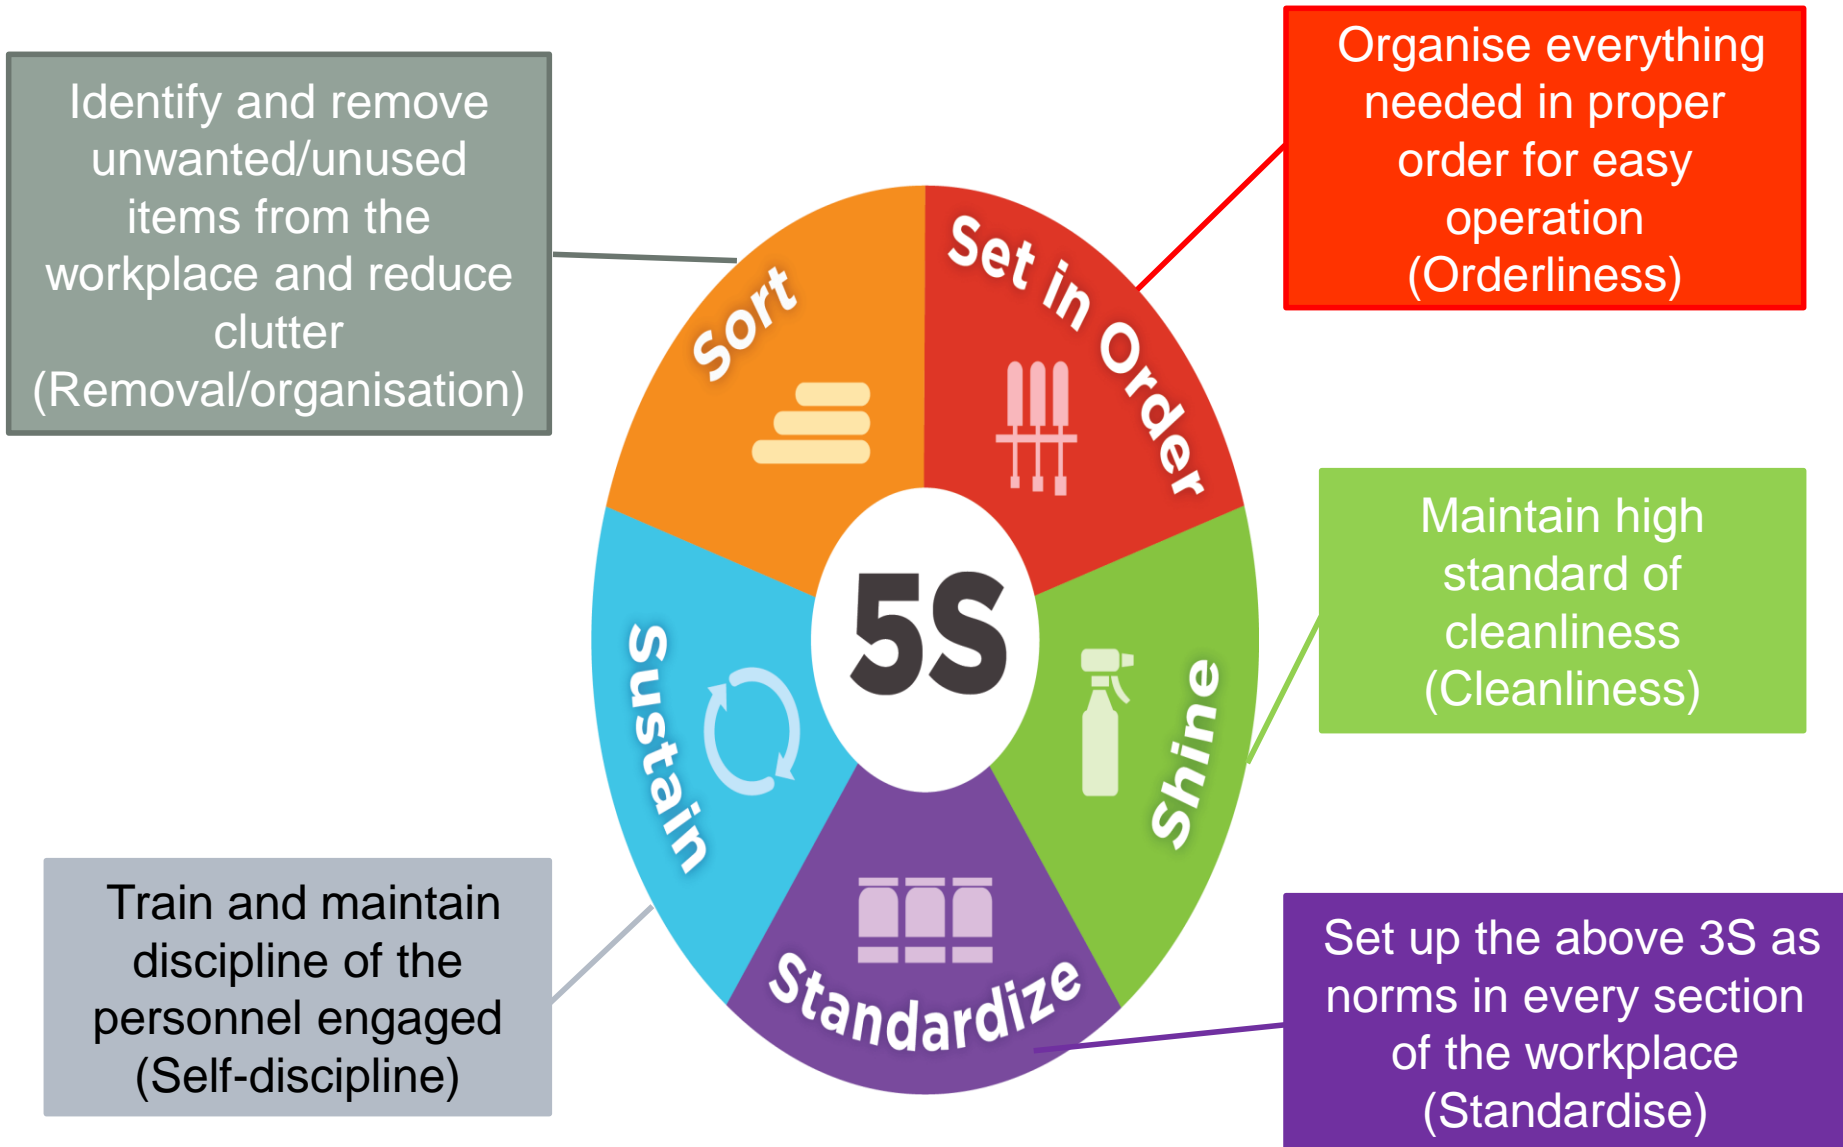 Identify and remove
unwanted/unused
items from the
workplace and reduce
clutter
(Removal/organisation)
Organise everything
needed in proper
order for easy
operation
(Orderliness)
Sort
Set in Order
5S
Sustain
Shine
Standardize
Maintain high
standard of
cleanliness
(Cleanliness)
Train and maintain
discipline of the
personnel engaged
(Self-discipline)
Set up the above 3S as
norms in every section
of the workplace
(Standardise)